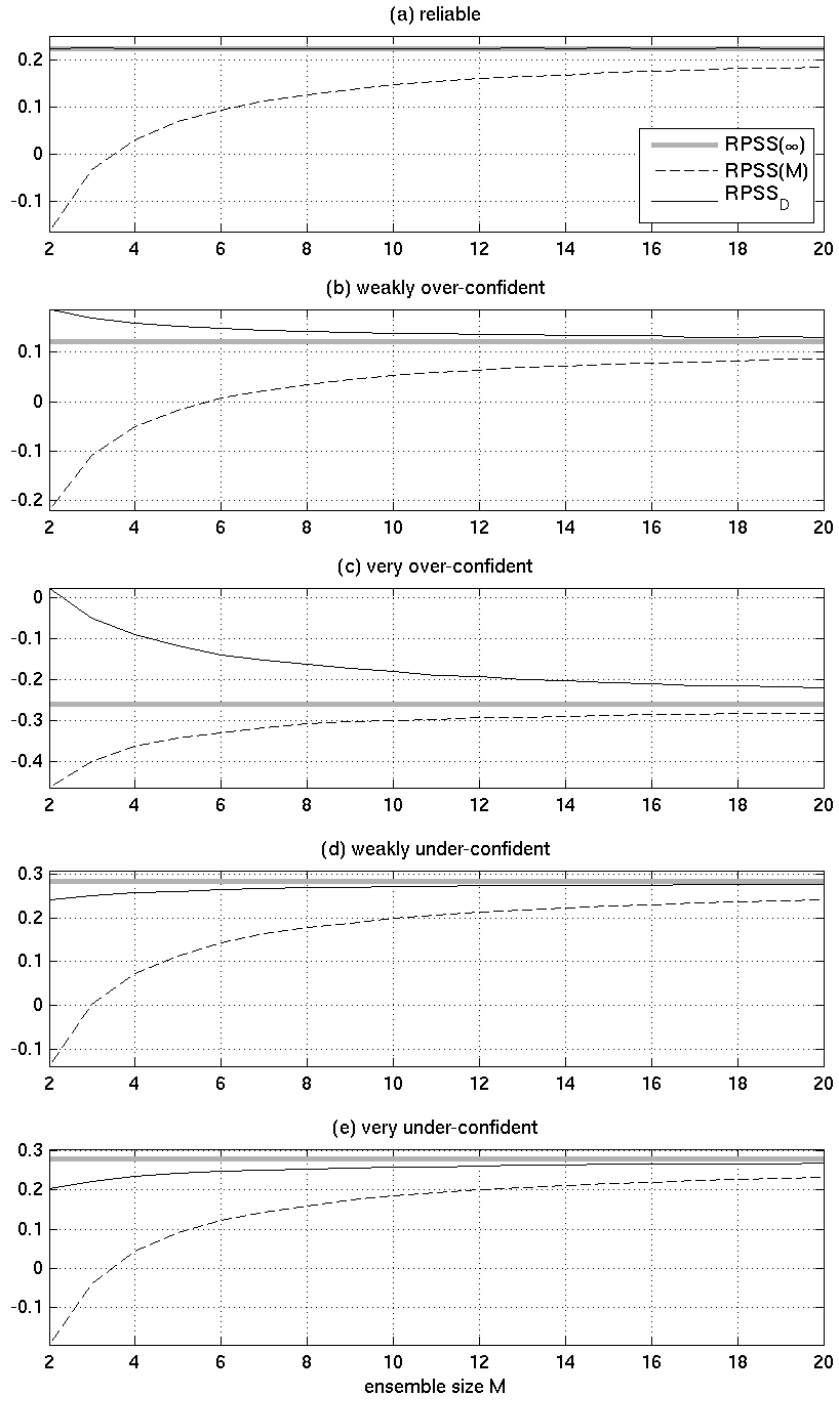 (a) reliable
0.2
0.1
0
-0.1
RPSS(∞)
RPSS(M)
RPSS_D
2 4 6 8 10 12 14 16 18 20
(b) weakly over-confident
0.1
0
-0.1
-0.2
2 4 6 8 10 12 14 16 18 20
(c) very over-confident
0
-0.1
-0.2
-0.3
-0.4
2 4 6 8 10 12 14 16 18 20
(d) weakly under-confident
0.3
0.2
0.1
0
-0.1
2 4 6 8 10 12 14 16 18 20
(e) very under-confident
0.3
0.2
0.1
0
-0.1
2 4 6 8 10 12 14 16 18 20
ensemble size M